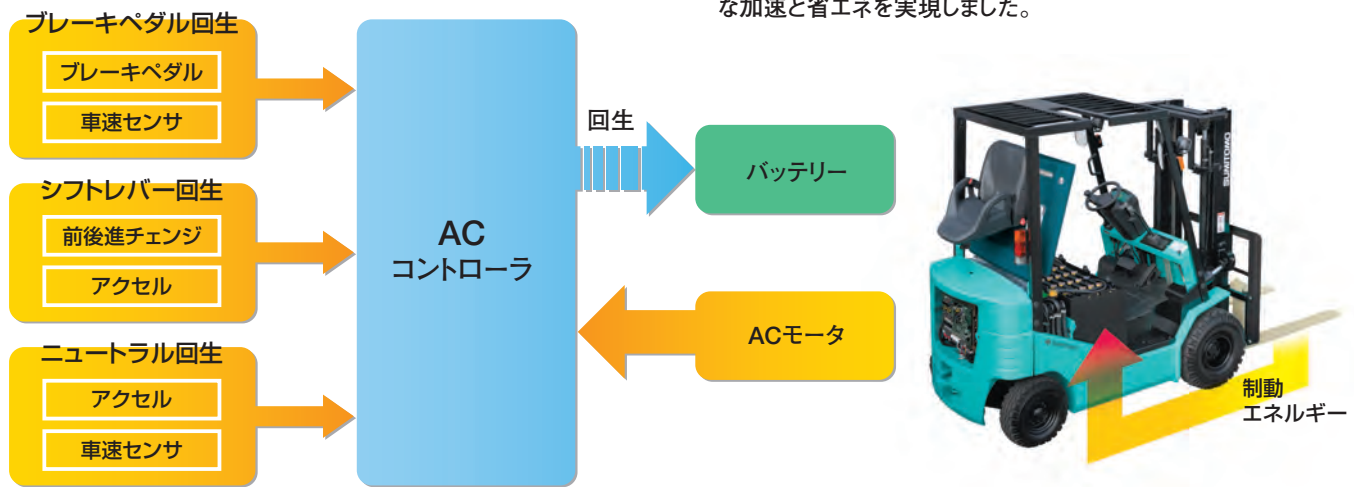 な加速と省エネを実現しました。
ブレーキペダル回生
ブレーキペダル
車速センサ
シフトレバー回生
前後進チェンジ
アクセル
ニュートラル回生
アクセル
車速センサ
AC
コントローラ
回生
バッテリー
ACモータ
SUMITOMO
制動
エネルギー